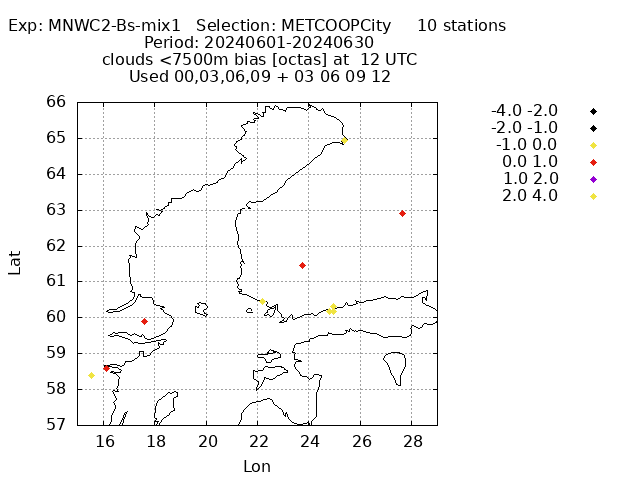 Exp: MNWC2-Bs-mix1 Selection: METCOOPCity 10 stations
Period: 20240601-20240630
clouds <7500m bias [octas] at 12 UTC
Used 00,03,06,09 + 03 06 09 12
66
65
64
63
62
61
60
59
58
57
16 18 20 22 24 26 28
Lat
Lon
-4.0 -2.0
-2.0 -1.0
-1.0 0.0
0.0 1.0
1.0 2.0
2.0 4.0